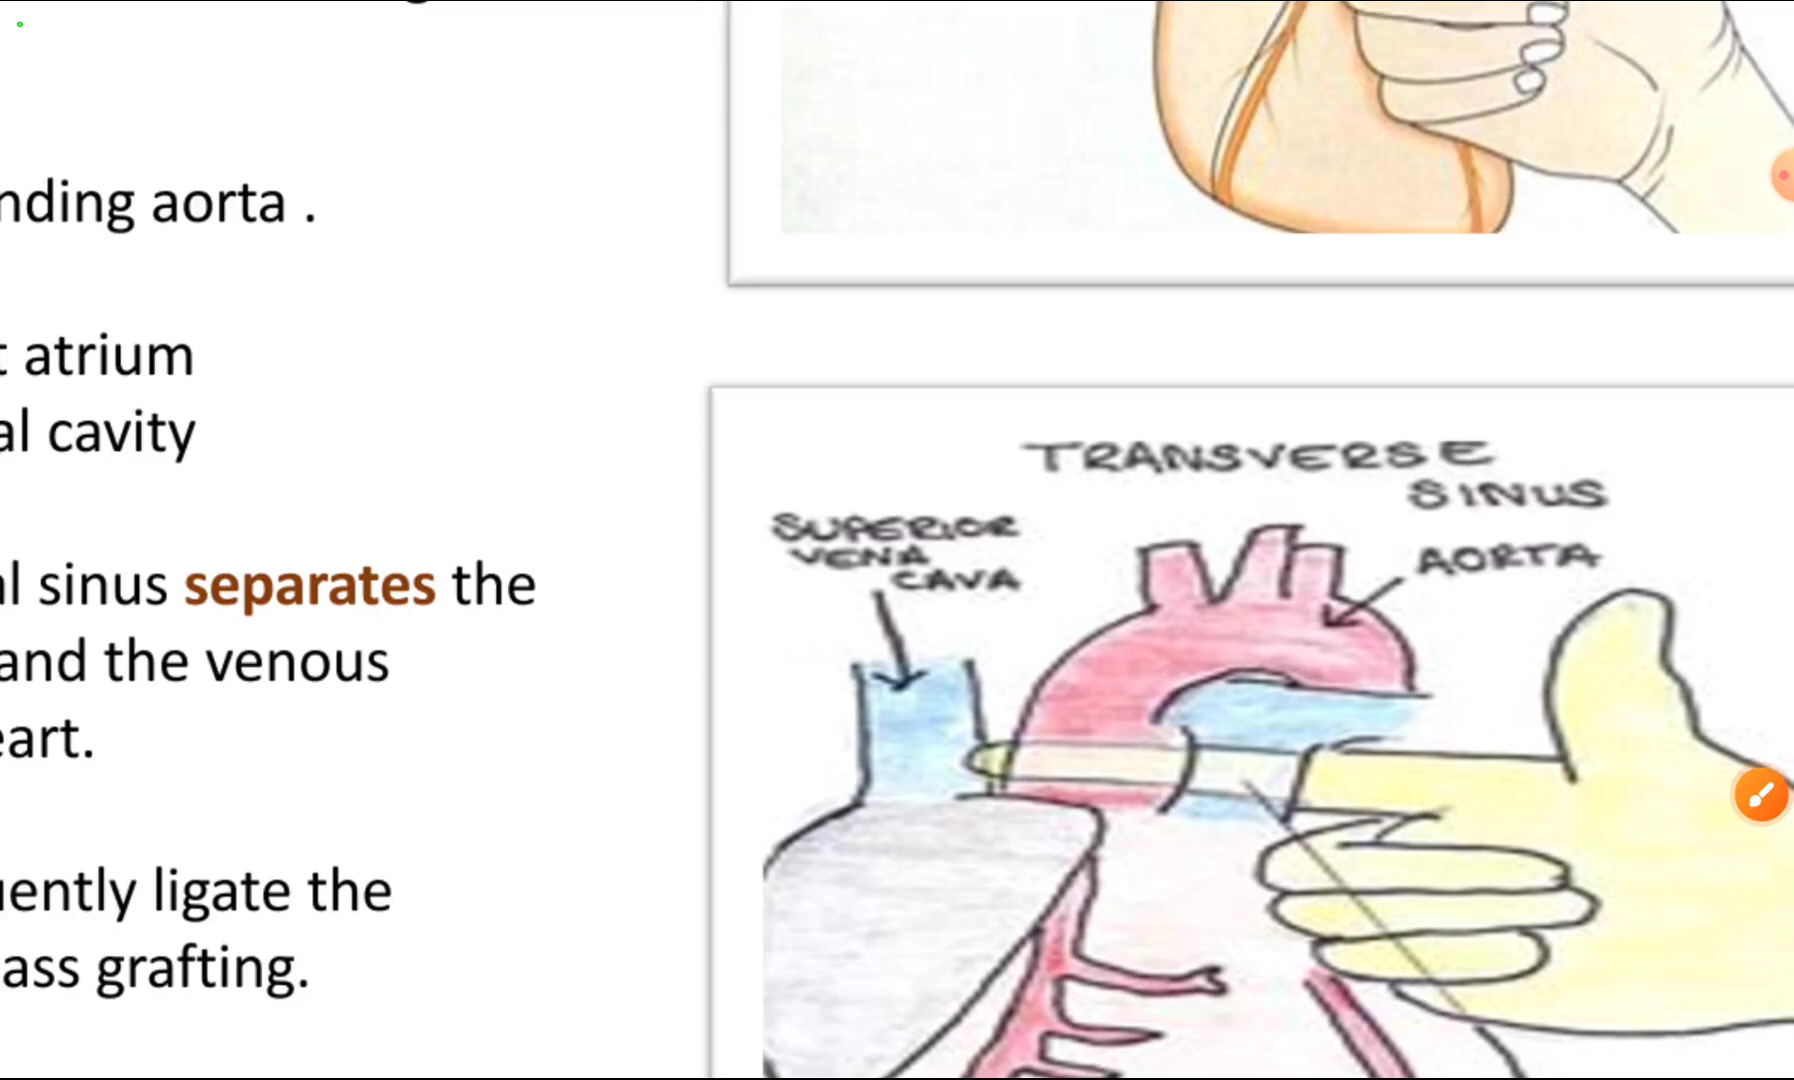 nding aorta .
t atrium
al cavity
al sinus separates the
and the venous
eart.
uently ligate the
ass grafting.
TRANSVERSE
SINUS
SUPERIOR
VENA
CAVA
AORTA